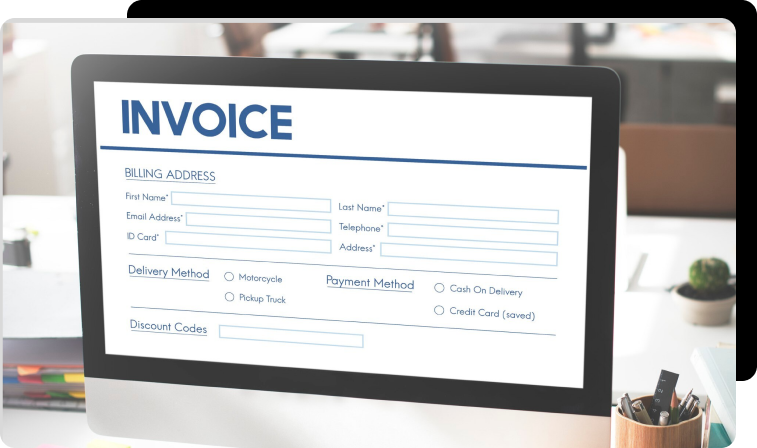 INVOICE
BILLING ADDRESS
First Name*
Last Name*
Email Address*
Telephone*
ID Card*
Address*
Delivery Method
Motorcycle
Pickup Truck
Payment Method
Cash On Delivery
Credit Card (saved)
Discount Codes